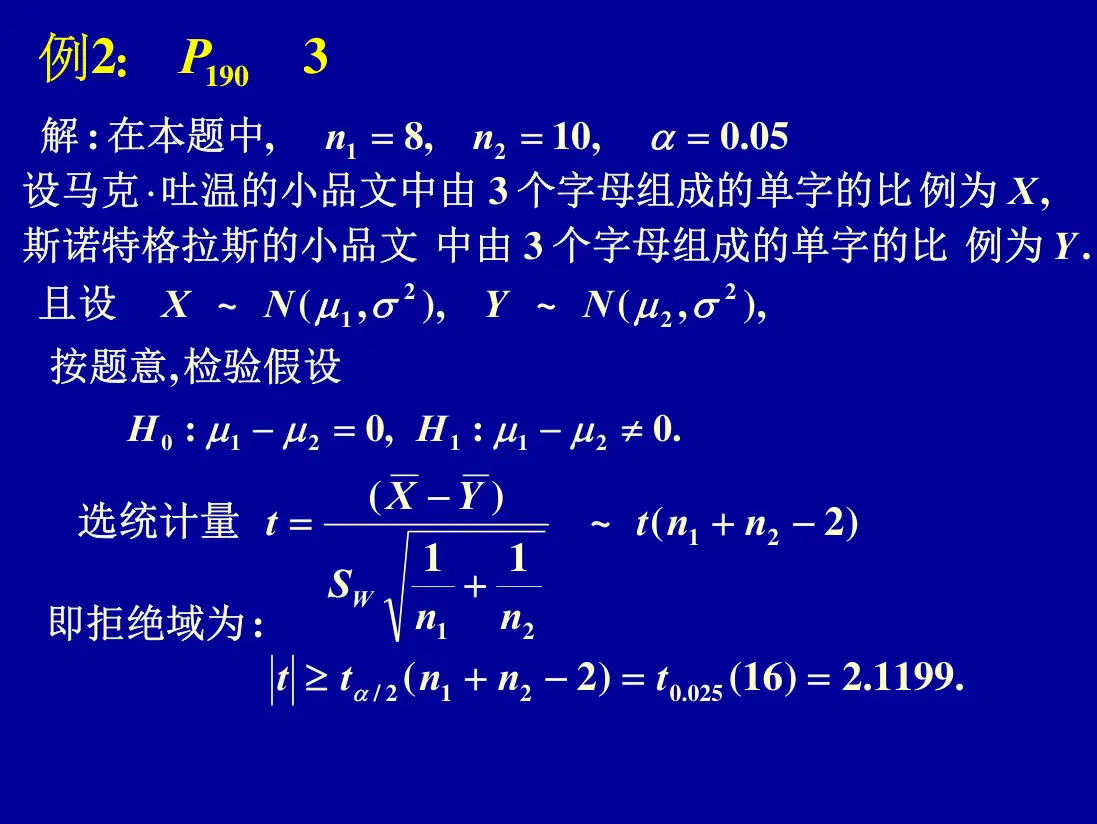 例2: P₁₉₀ 3
解:在本题中, n₁ = 8, n₂ = 10, α = 0.05
设马克·吐温的小品文中由 3 个字母组成的单字的比例为 X,
斯诺特格拉斯的小品文 中由 3 个字母组成的单字的比 例为 Y.
且设 X ~ N(μ₁,σ²), Y ~ N(μ₂,σ²),
按题意,检验假设
H₀ : μ₁ − μ₂ = 0, H₁ : μ₁ − μ₂ ≠ 0.
选统计量 t = (X̄ − Ȳ) / (S_W √(1/n₁ + 1/n₂)) ~ t(n₁ + n₂ − 2)
即拒绝域为:
|t| ≥ t_{α/2}(n₁ + n₂ − 2) = t₀.₀₂₅(16) = 2.1199.